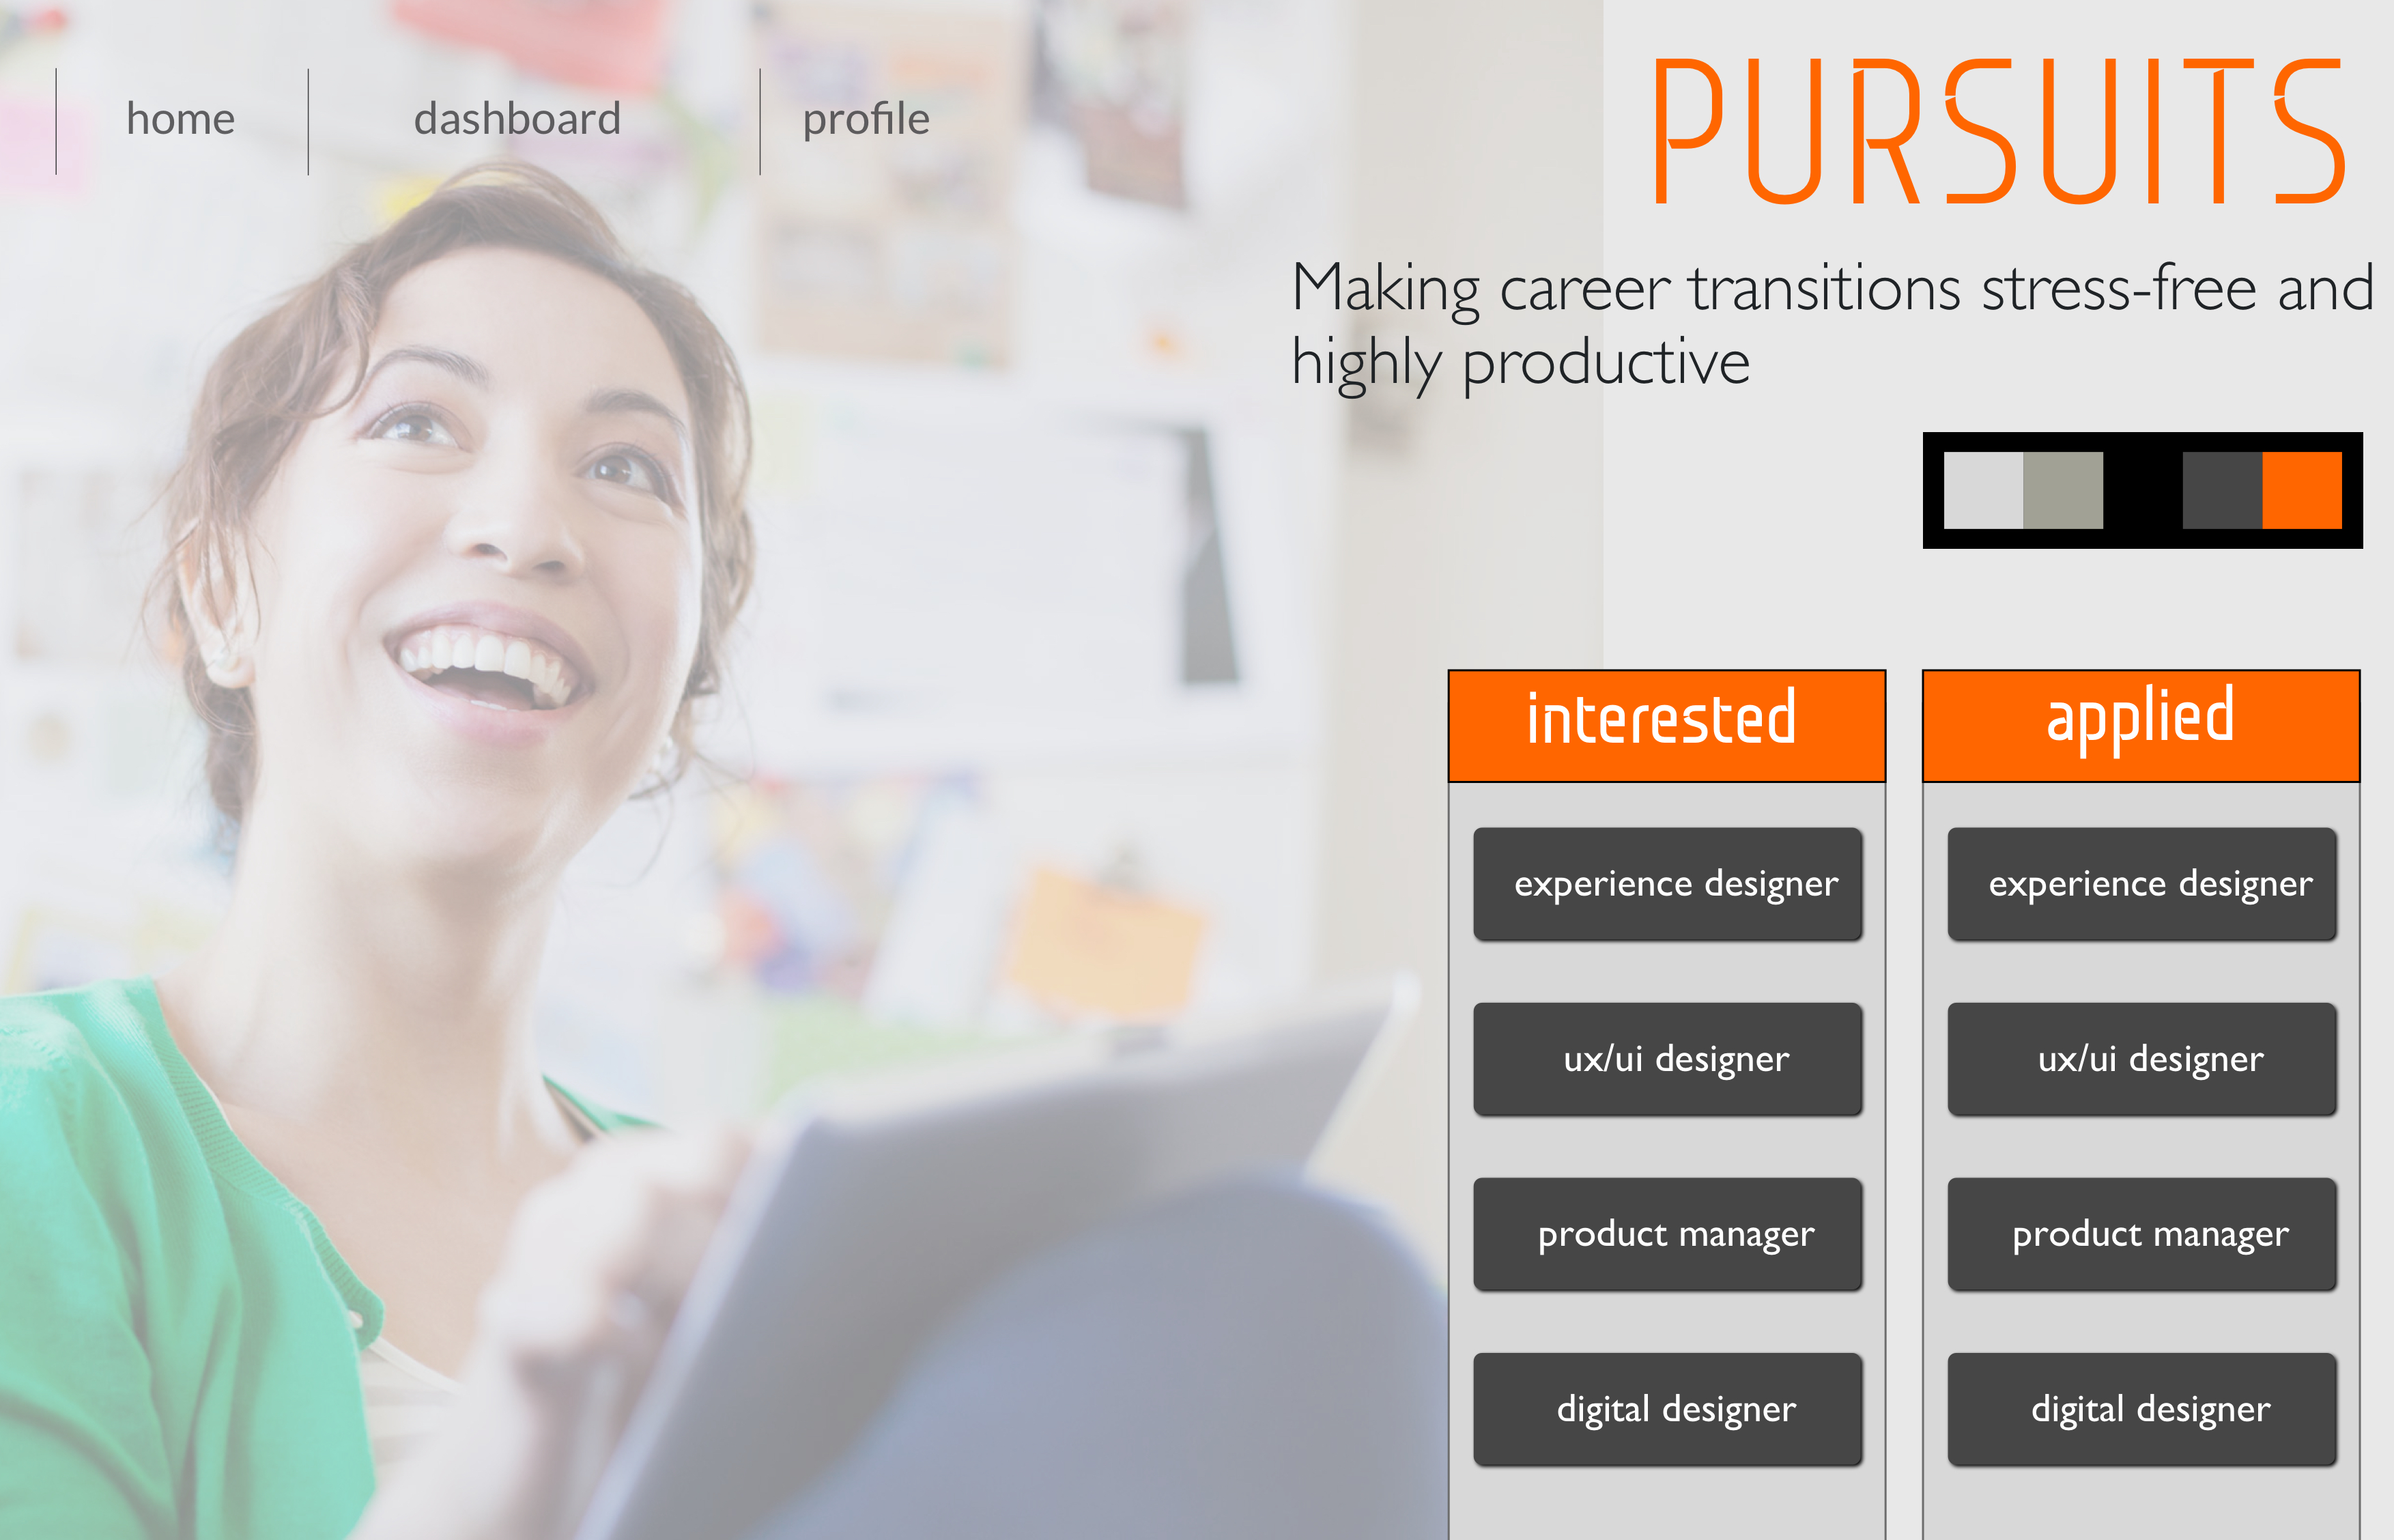 home
dashboard
profile
PURSUITS
Making career transitions stress-free and
highly productive
interested
experience designer
ux/ui designer
product manager
digital designer
applied
experience designer
ux/ui designer
product manager
digital designer